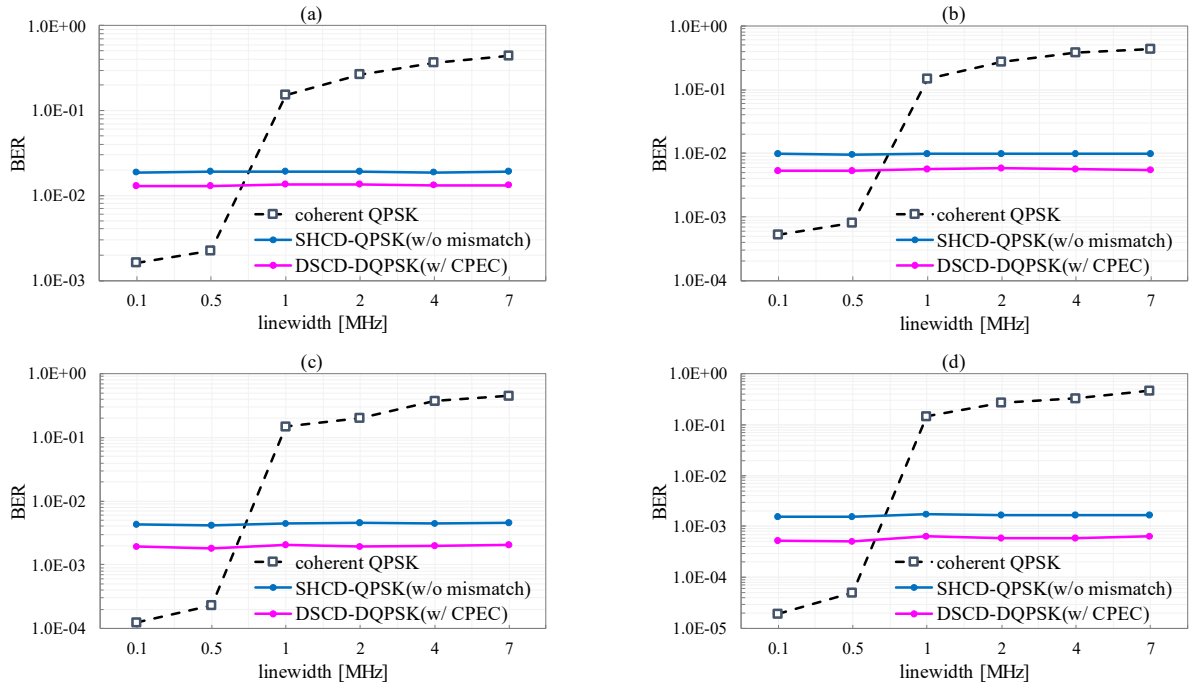 (a)
1.0E+00
1.0E-01
1.0E-02
1.0E-03
BER
coherent QPSK
SHCD-QPSK(w/o mismatch)
DSCD-DQPSK(w/ CPEC)
0.1 0.5 1 2 4 7
linewidth [MHz]
(b)
1.0E+00
1.0E-01
1.0E-02
1.0E-03
1.0E-04
BER
coherent QPSK
SHCD-QPSK(w/o mismatch)
DSCD-DQPSK(w/ CPEC)
0.1 0.5 1 2 4 7
linewidth [MHz]
(c)
1.0E+00
1.0E-01
1.0E-02
1.0E-03
1.0E-04
BER
coherent QPSK
SHCD-QPSK(w/o mismatch)
DSCD-DQPSK(w/ CPEC)
0.1 0.5 1 2 4 7
linewidth [MHz]
(d)
1.0E+00
1.0E-01
1.0E-02
1.0E-03
1.0E-04
1.0E-05
BER
coherent QPSK
SHCD-QPSK(w/o mismatch)
DSCD-DQPSK(w/ CPEC)
0.1 0.5 1 2 4 7
linewidth [MHz]